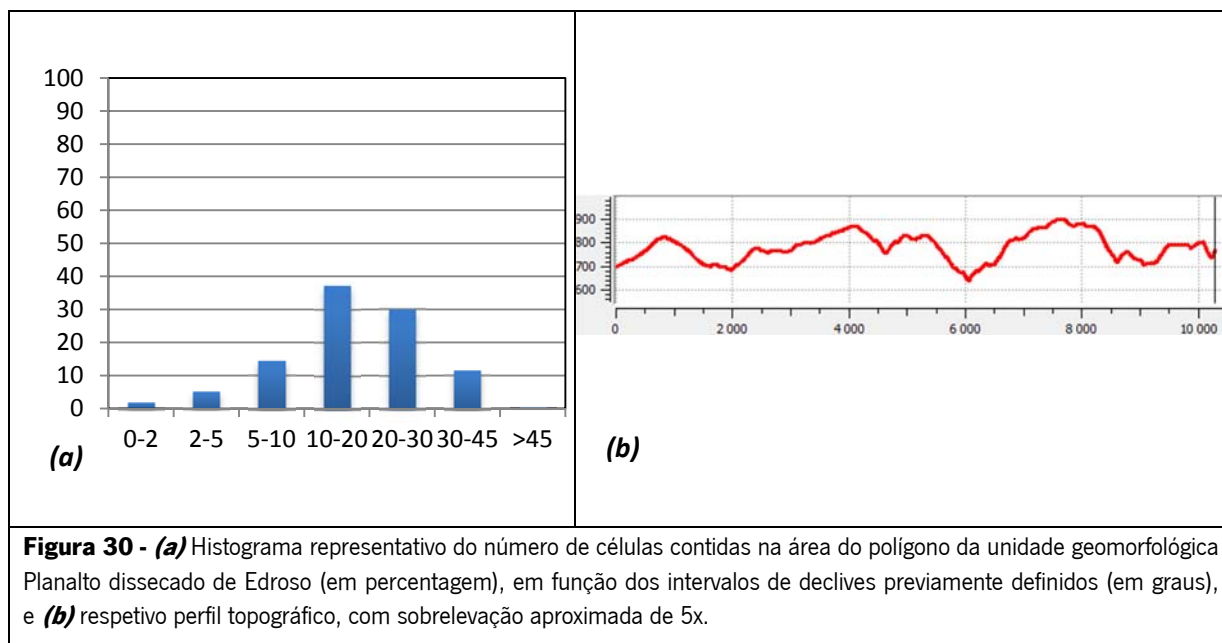 100
90
80
70
60
50
40
30
20
10
0
0-2 2-5 5-10 10-20 20-30 30-45 >45
(a)
900
800
700
600
0 2 000 4 000 6 000 8 000 10 000
(b)
Figura 30 - (a) Histograma representativo do número de células contidas na área do polígono da unidade geomorfológica
Planalto dissecado de Edroso (em percentagem), em função dos intervalos de declives previamente definidos (em graus),
e (b) respetivo perfil topográfico, com sobrelevação aproximada de 5x.